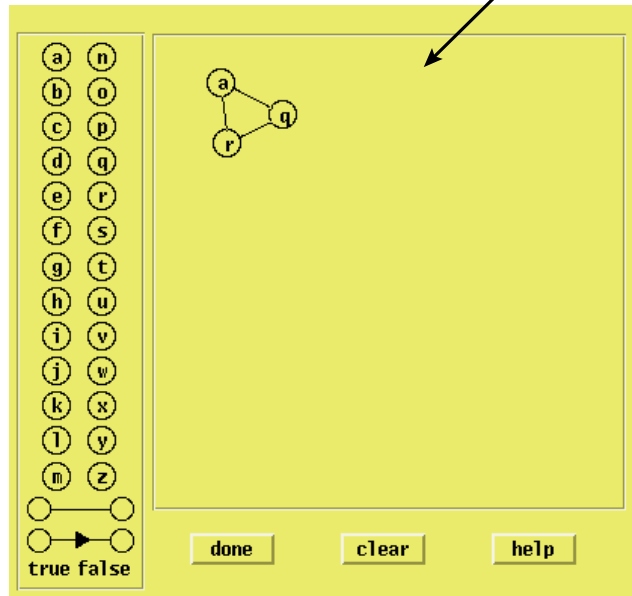 a n
b o
c p
d q
e r
f s
g t
h u
i v
j w
k x
l y
m z
true false
a
q
r
done clear help